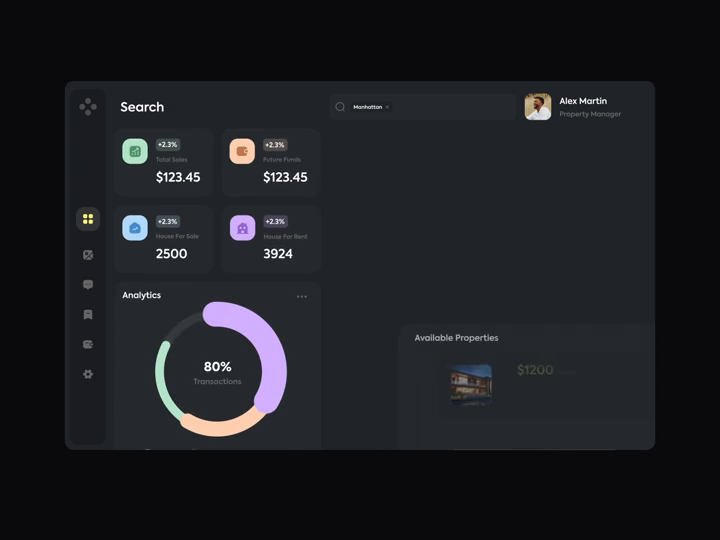 Search
Manhattan ×
Alex Martin
Property Manager
+2.3%
Total Sales
$123.45
+2.3%
Future Funds
$123.45
+2.3%
House For Sale
2500
+2.3%
House For Rent
3924
Analytics
80%
Transactions
Available Properties
$1200